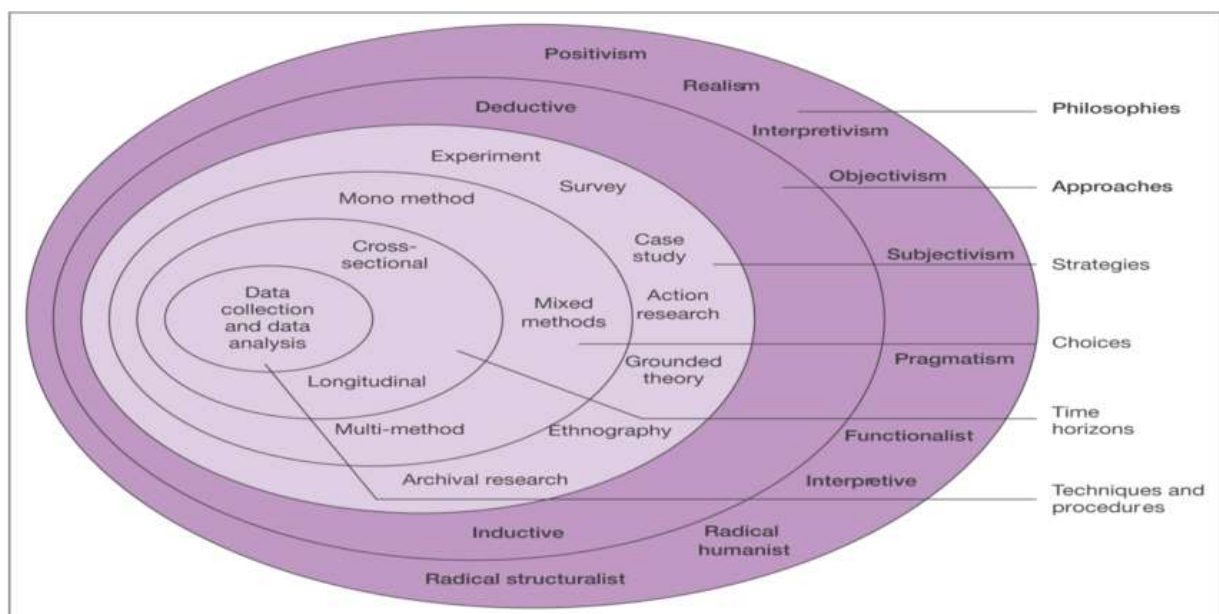 Positivism
Realism
Philosophies
Deductive
Interpretivism
Experiment
Objectivism
Survey
Approaches
Mono method
Case
study
Cross-
sectional
Subjectivism
Strategies
Data
collection
and data
analysis
Mixed
methods
Action
research
Choices
Grounded
theory
Pragmatism
Longitudinal
Time
horizons
Multi-method
Ethnography
Functionalist
Archival research
Interpretive
Techniques and
procedures
Inductive
Radical
humanist
Radical structuralist